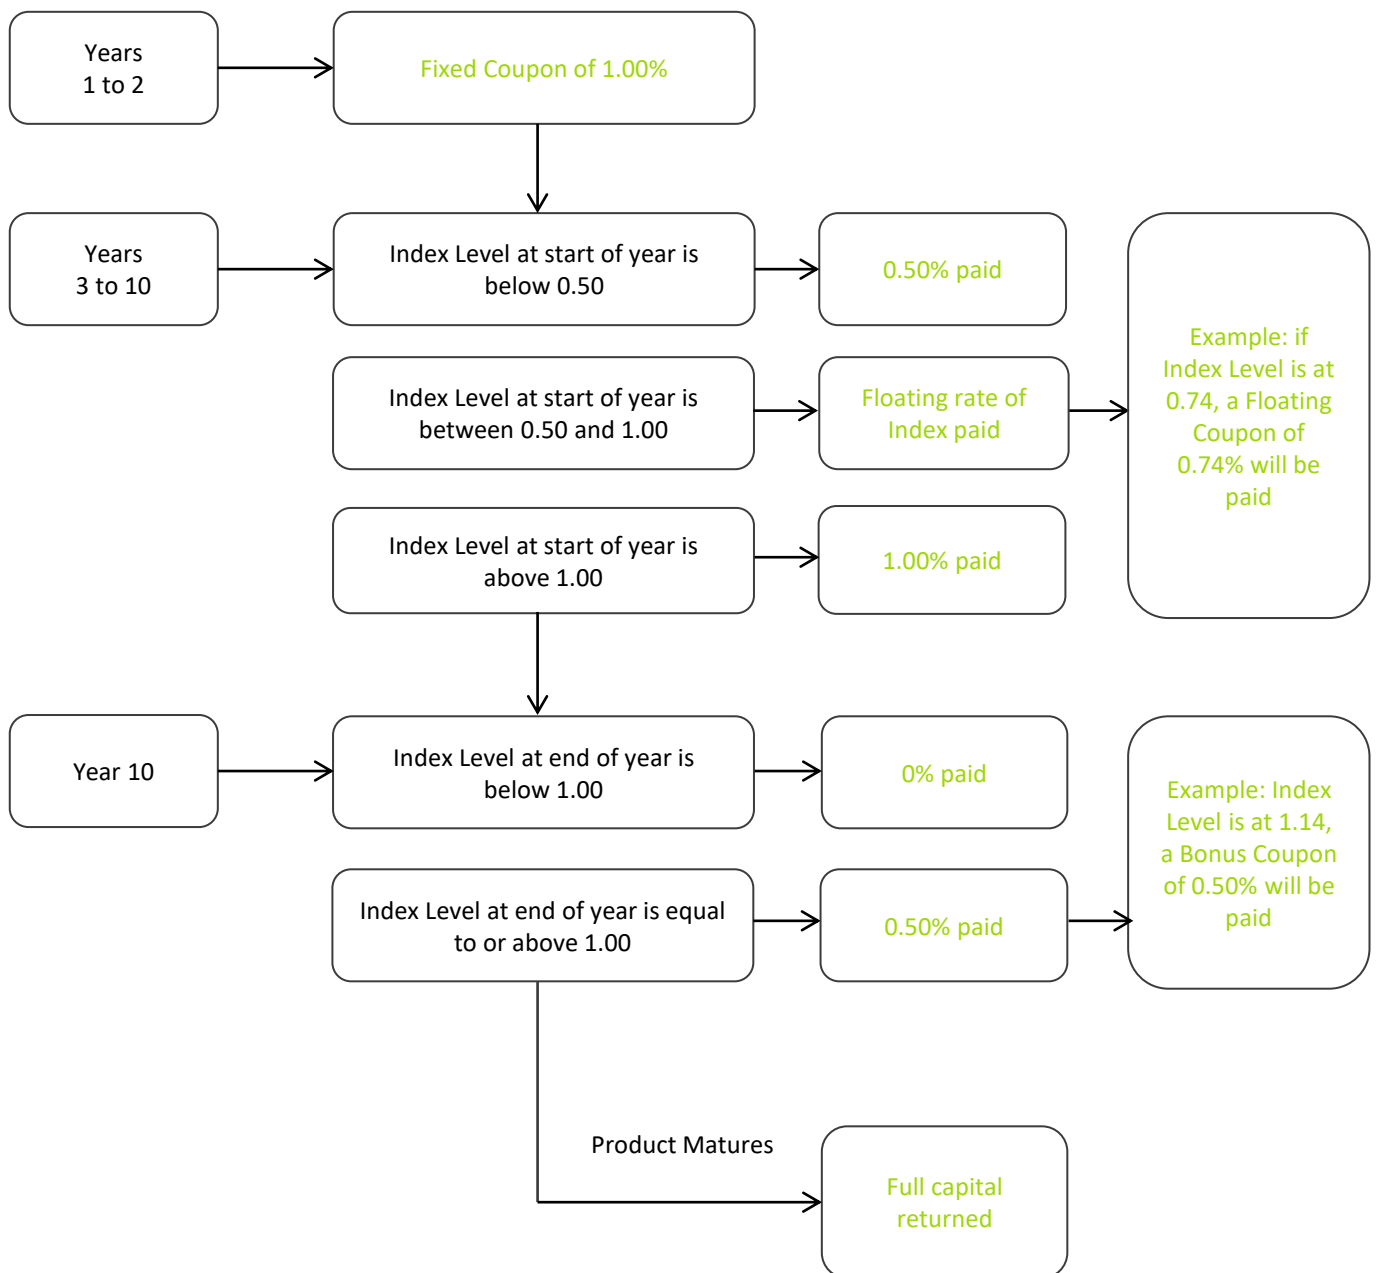 Years
1 to 2
Fixed Coupon of 1.00%
Years
3 to 10
Index Level at start of year is
below 0.50
0.50% paid
Index Level at start of year is
between 0.50 and 1.00
Floating rate of
Index paid
Example: if
Index Level is at
0.74, a Floating
Coupon of
0.74% will be
paid
Index Level at start of year is
above 1.00
1.00% paid
Year 10
Index Level at end of year is
below 1.00
0% paid
Index Level at end of year is equal
to or above 1.00
0.50% paid
Example: Index
Level is at 1.14,
a Bonus Coupon
of 0.50% will be
paid
Product Matures
Full capital
returned